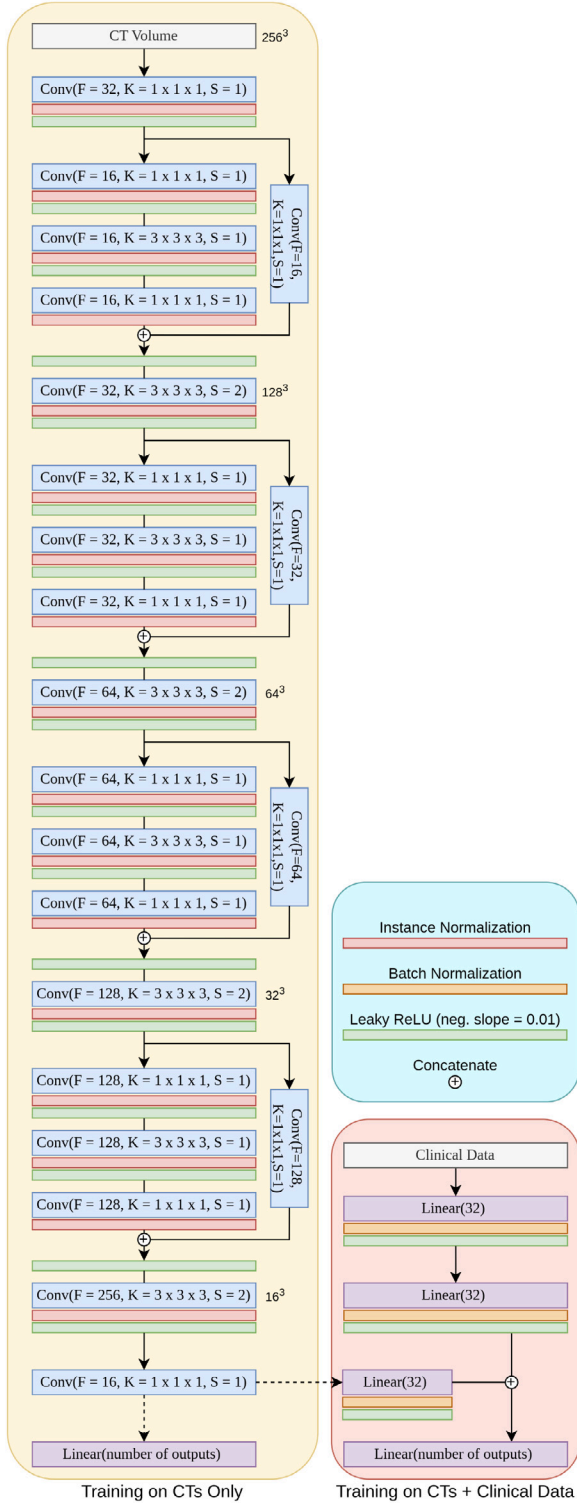 CT Volume
256³
Conv(F = 32, K = 1 x 1 x 1, S = 1)
Conv(F = 16, K = 1 x 1 x 1, S = 1)
Conv(F = 16, K = 3 x 3 x 3, S = 1)
Conv(F = 16, K = 1 x 1 x 1, S = 1)
Conv(F=16,
K=1x1x1,S=1)
Conv(F = 32, K = 3 x 3 x 3, S = 2)
128³
Conv(F = 32, K = 1 x 1 x 1, S = 1)
Conv(F = 32, K = 3 x 3 x 3, S = 1)
Conv(F = 32, K = 1 x 1 x 1, S = 1)
Conv(F=32,
K=1x1x1,S=1)
Conv(F = 64, K = 3 x 3 x 3, S = 2)
64³
Conv(F = 64, K = 1 x 1 x 1, S = 1)
Conv(F = 64, K = 3 x 3 x 3, S = 1)
Conv(F = 64, K = 1 x 1 x 1, S = 1)
Conv(F=64,
K=1x1x1,S=1)
Conv(F = 128, K = 3 x 3 x 3, S = 2)
32³
Conv(F = 128, K = 1 x 1 x 1, S = 1)
Conv(F = 128, K = 3 x 3 x 3, S = 1)
Conv(F = 128, K = 1 x 1 x 1, S = 1)
Conv(F=128,
K=1x1x1,S=1)
Conv(F = 256, K = 3 x 3 x 3, S = 2)
16³
Conv(F = 16, K = 1 x 1 x 1, S = 1)
Linear(number of outputs)
Training on CTs Only
Instance Normalization
Batch Normalization
Leaky ReLU (neg. slope = 0.01)
Concatenate
Clinical Data
Linear(32)
Linear(32)
Linear(32)
Linear(number of outputs)
Training on CTs + Clinical Data